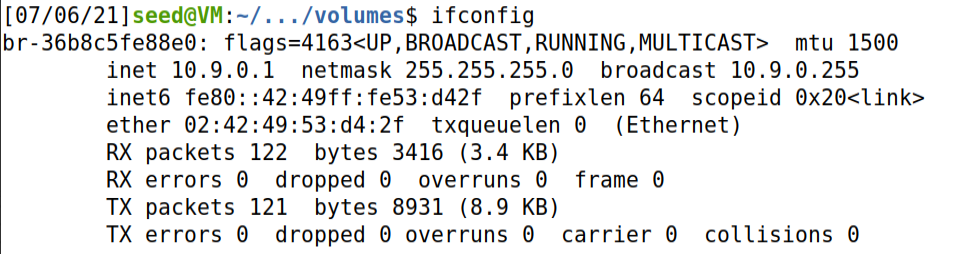 [07/06/21]seed@VM:~/.../volumes$ ifconfig
br-36b8c5fe88e0: flags=4163<UP,BROADCAST,RUNNING,MULTICAST>  mtu 1500
        inet 10.9.0.1  netmask 255.255.255.0  broadcast 10.9.0.255
        inet6 fe80::42:49ff:fe53:d42f  prefixlen 64  scopeid 0x20<link>
        ether 02:42:49:53:d4:2f  txqueuelen 0  (Ethernet)
        RX packets 122  bytes 3416 (3.4 KB)
        RX errors 0  dropped 0  overruns 0  frame 0
        TX packets 121  bytes 8931 (8.9 KB)
        TX errors 0  dropped 0 overruns 0  carrier 0  collisions 0